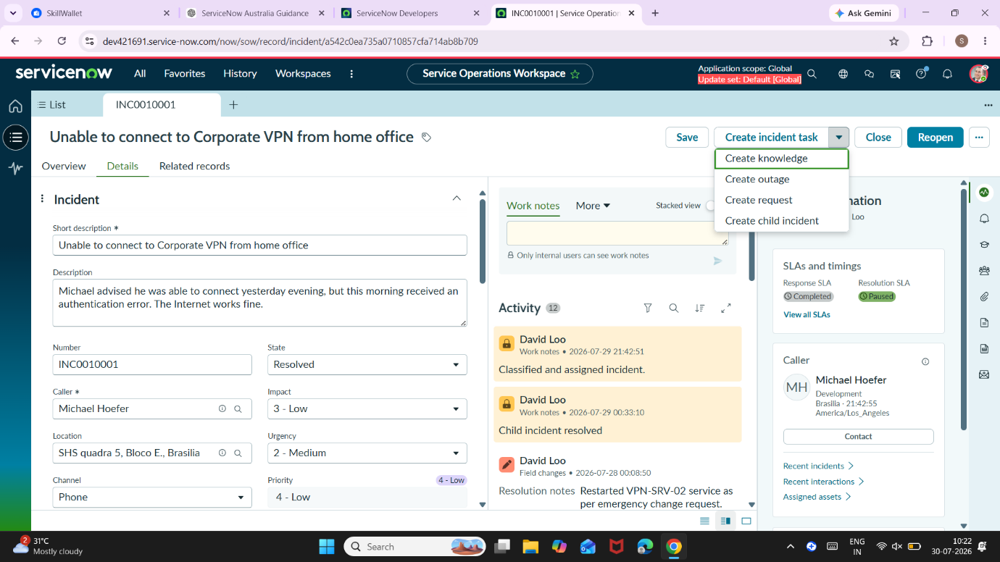 SkillWallet
ServiceNow Australia Guidance
ServiceNow Developers
INC0010001 | Service Operation
Ask Gemini
dev421691.service-now.com/now/sow/record/incident/a542c0ea735a0710857cfa714ab8b709
S
servicenow
All
Favorites
History
Workspaces
Service Operations Workspace
Application scope: Global
Update set: Default [Global]
List
INC0010001
Unable to connect to Corporate VPN from home office
Save
Create incident task
Close
Reopen
Create knowledge
Create outage
Create request
Create child incident
Overview
Details
Related records
Incident
Short description *
Unable to connect to Corporate VPN from home office
Description
Michael advised he was able to connect yesterday evening, but this morning received an
authentication error. The Internet works fine.
Number
INC0010001
State
Resolved
Caller *
Michael Hoefer
Impact
3 - Low
Location
SHS quadra 5, Bloco E., Brasilia
Urgency
2 - Medium
Channel
Phone
Priority
4 - Low
4 - Low
Work notes
More
Stacked view
Only internal users can see work notes
Activity 12
David Loo
Work notes • 2026-07-29 21:42:51
Classified and assigned incident.
David Loo
Work notes • 2026-07-29 00:33:10
Child incident resolved
David Loo
Field changes • 2026-07-28 00:08:50
Resolution notes Restarted VPN-SRV-02 service as
per emergency change request.
nation
Loo
SLAs and timings
Response SLA
Completed
Resolution SLA
Paused
View all SLAs
Caller
MH
Michael Hoefer
Development
Brasilia · 21:42:55
America/Los_Angeles
Contact
Recent incidents
Recent interactions
Assigned assets
2
31°C
Mostly cloudy
Search
ENG
IN
10:22
30-07-2026